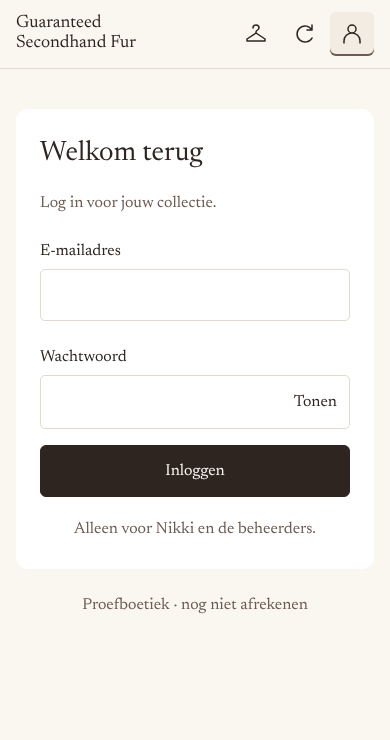 Guaranteed
Secondhand Fur
Welkom terug
Log in voor jouw collectie.
E-mailadres
Wachtwoord
Tonen
Inloggen
Alleen voor Nikki en de beheerders.
Proefboetiek · nog niet afrekenen